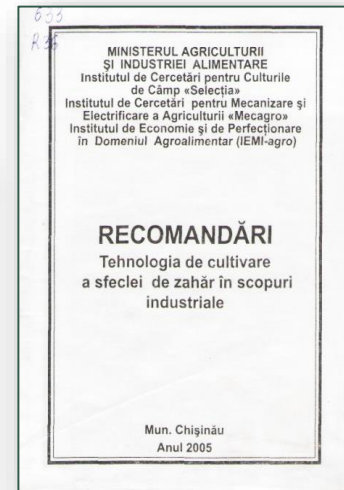 633
R 36
MINISTERUL AGRICULTURII
ŞI INDUSTRIEI ALIMENTARE
Institutul de Cercetări pentru Culturile
de Câmp «Selecţia»
Institutul de Cercetări pentru Mecanizare şi
Electrificare a Agriculturii «Mecagro»
Institutul de Economie şi de Perfecţionare
în Domeniul Agroalimentar (IEMI-agro)
RECOMANDĂRI
Tehnologia de cultivare
a sfeclei de zahăr în scopuri
industriale
Mun. Chişinău
Anul 2005